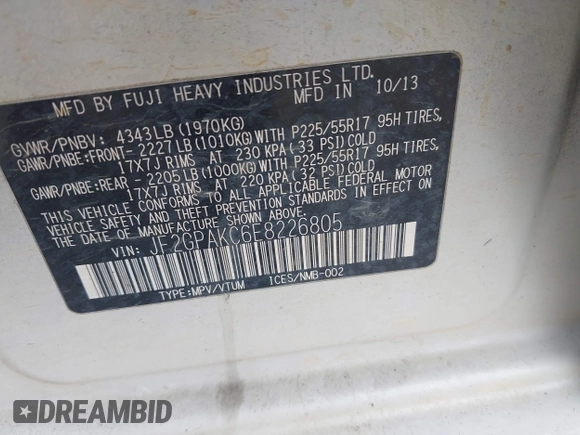 MFD BY FUJI HEAVY INDUSTRIES LTD.
MFD IN 10/13
GVWR/PNBV: 4343LB (1970KG)
GAWR/PNBE:FRONT- 2227LB (1010KG)WITH P225/55R17 95H TIRES,
17X7J RIMS AT 230 KPA (33 PSI) COLD
GAWR/PNBE:REAR - 2205LB (1000KG)WITH P225/55R17 95H TIRES,
17X7J RIMS AT 220 KPA (32 PSI) COLD
THIS VEHICLE CONFORMS TO ALL APPLICABLE FEDERAL MOTOR
VEHICLE SAFETY STANDARDS IN EFFECT ON THE DATE OF
MANUFACTURE SHOWN ABOVE.
VIN: JF2GPAKC6E8226805
TYPE:MPV/VTUM ICES/NMB-002
DREAMBID